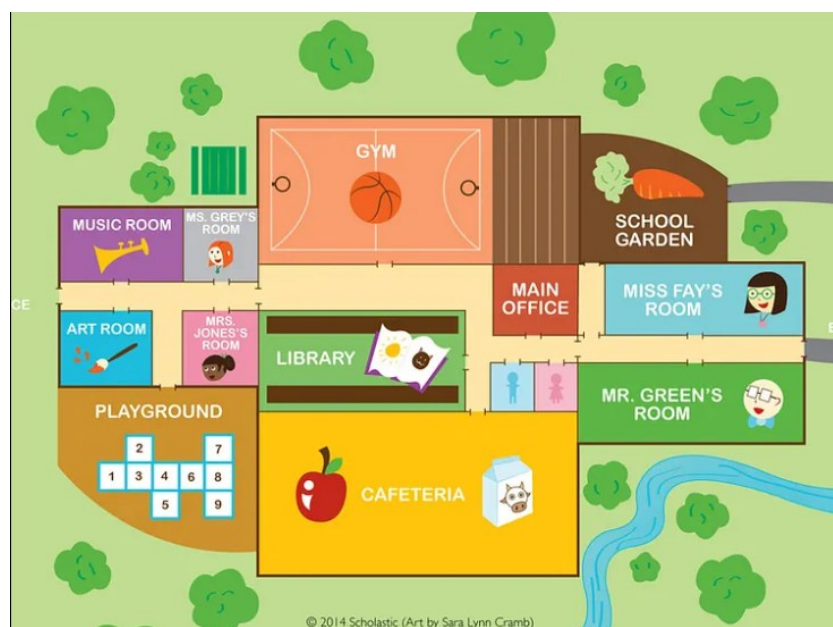 GYM
SCHOOL
GARDEN
MUSIC ROOM
MS. GREY'S
ROOM
MAIN
OFFICE
MISS FAY'S
ROOM
CE
ART ROOM
MRS.
JONES'S
ROOM
LIBRARY
MR. GREEN'S
ROOM
PLAYGROUND
2
7
1
3
4
6
8
5
9
CAFETERIA
© 2014 Scholastic (Art by Sara Lynn Cramb)